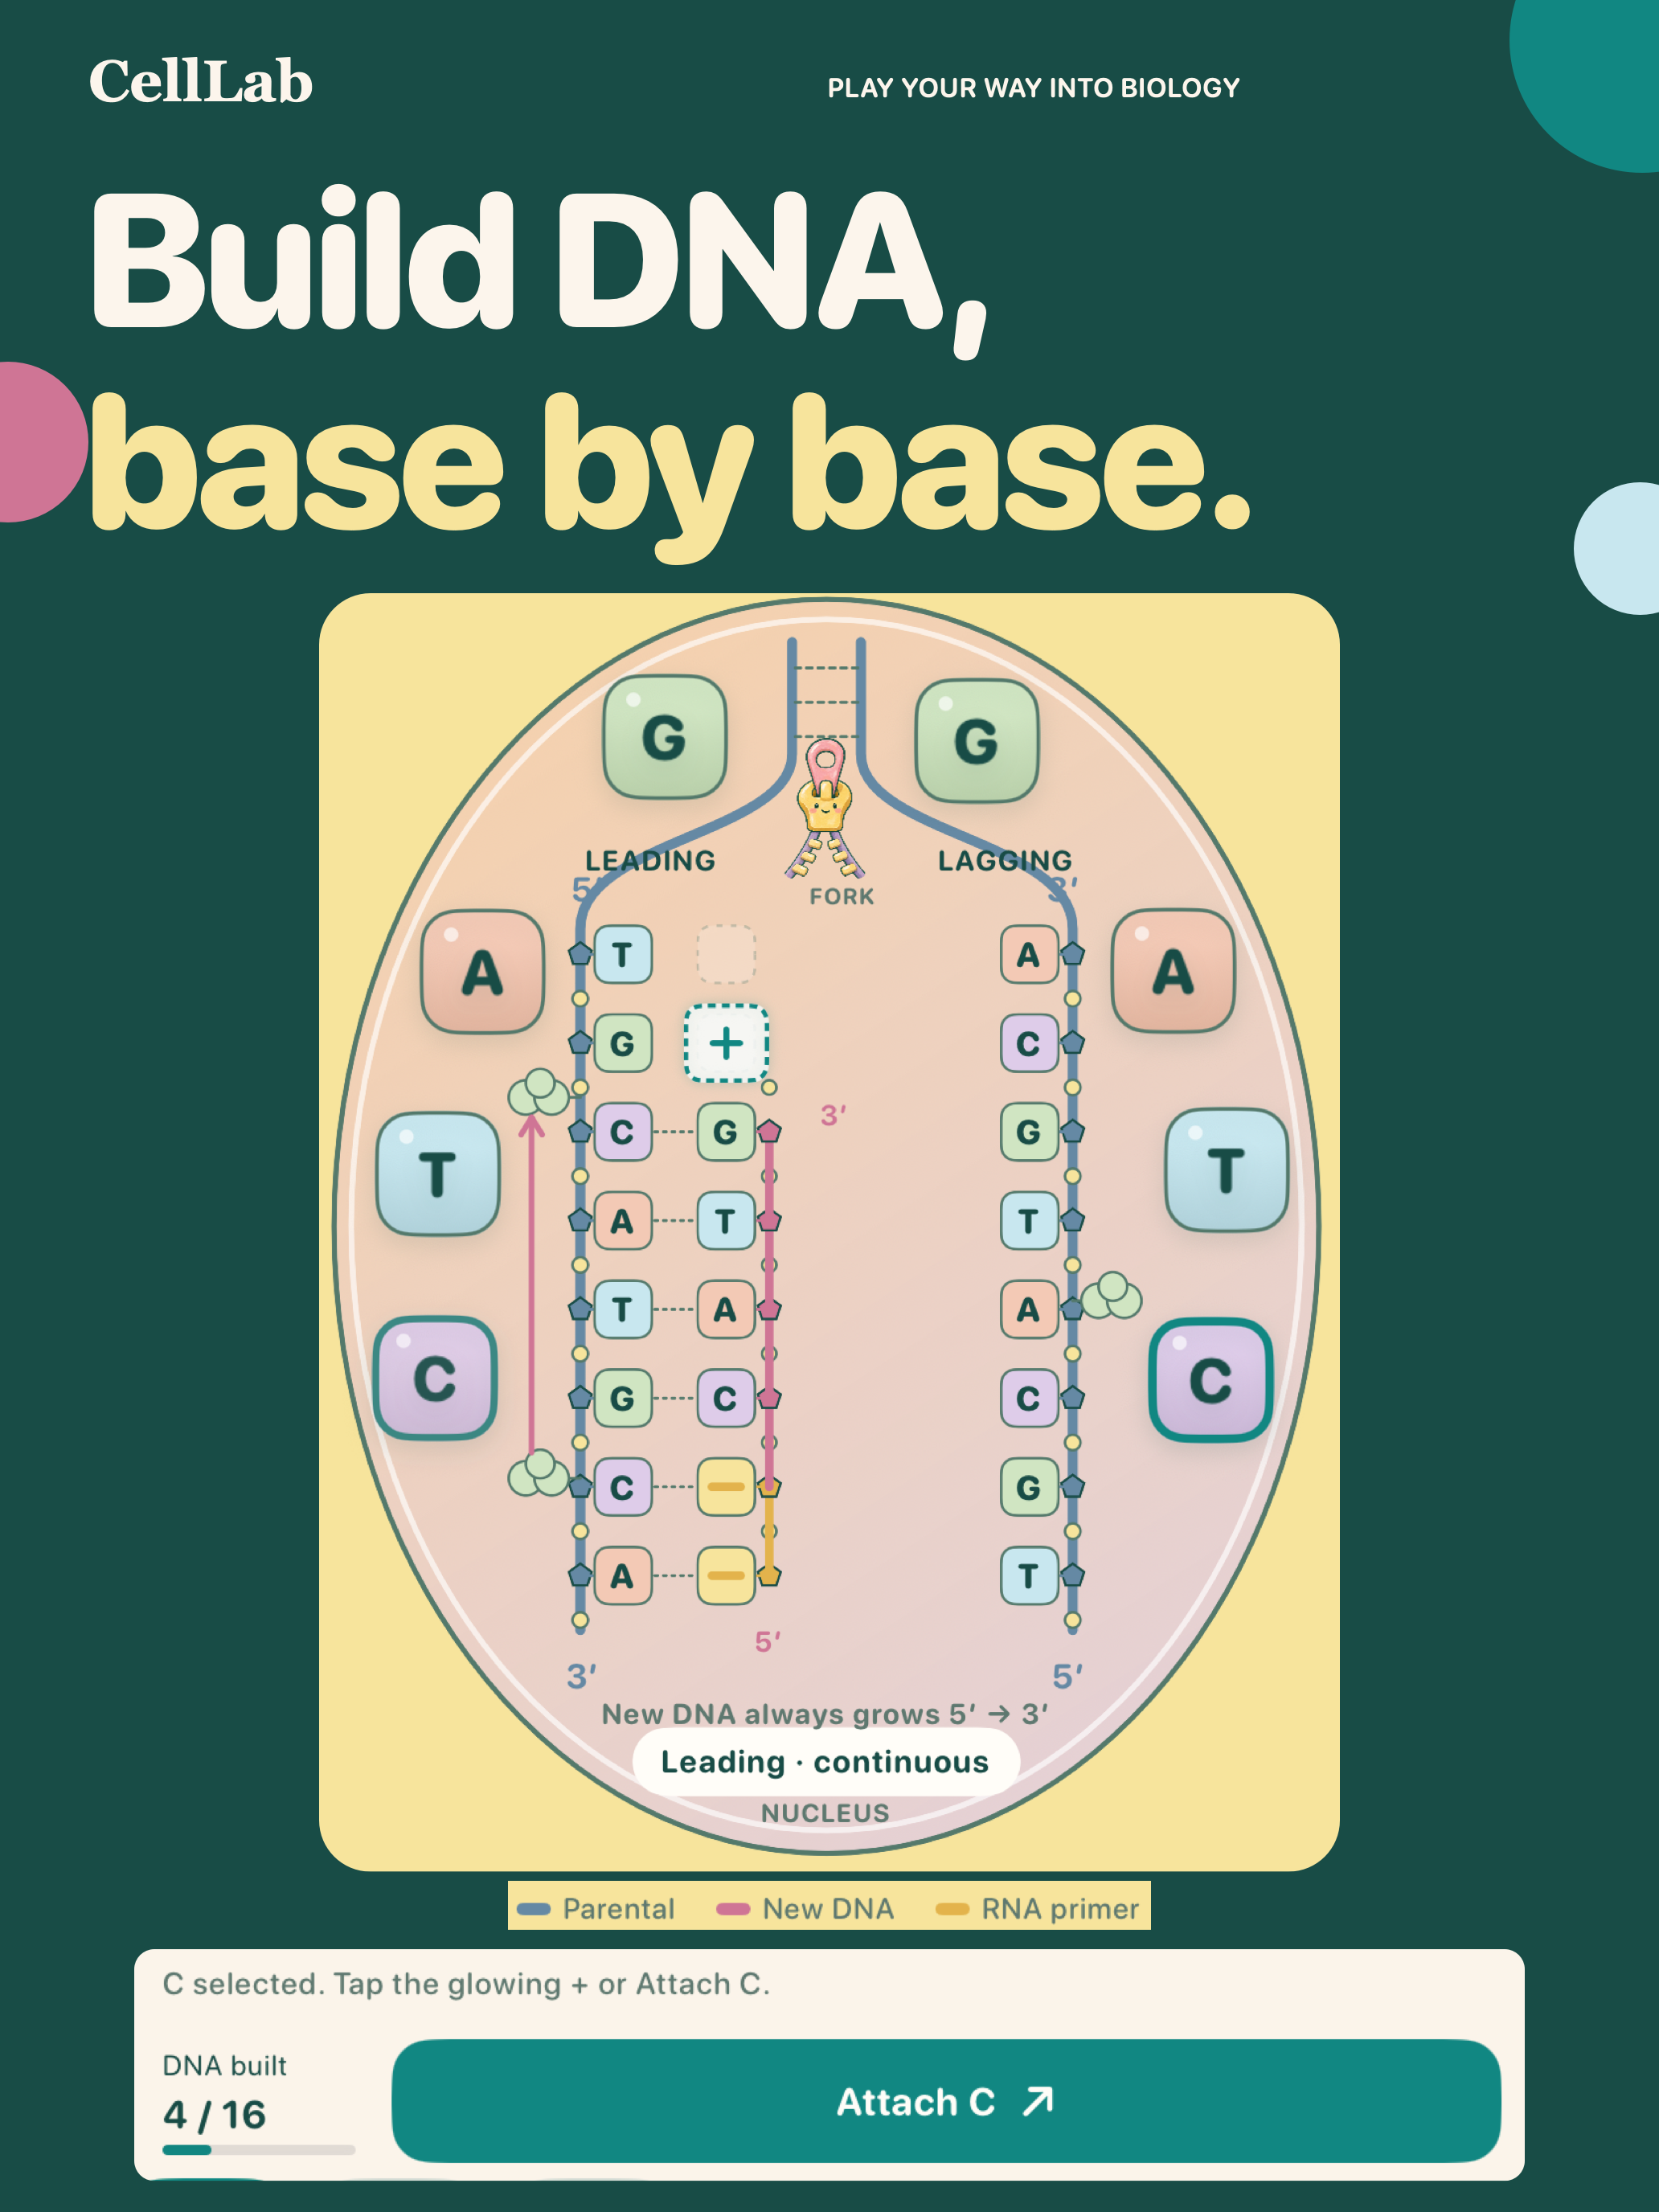 CellLab
PLAY YOUR WAY INTO BIOLOGY
Build DNA,
base by base.
G G
LEADING LAGGING
5′ FORK 3′
A T A A
G + C
3′
C G G
T T
A T T
T A A
C C
G C C
C G
A T
5′
3′ 5′
New DNA always grows 5′ → 3′
Leading · continuous
NUCLEUS
Parental New DNA RNA primer
C selected. Tap the glowing + or Attach C.
DNA built
4 / 16
Attach C ↗